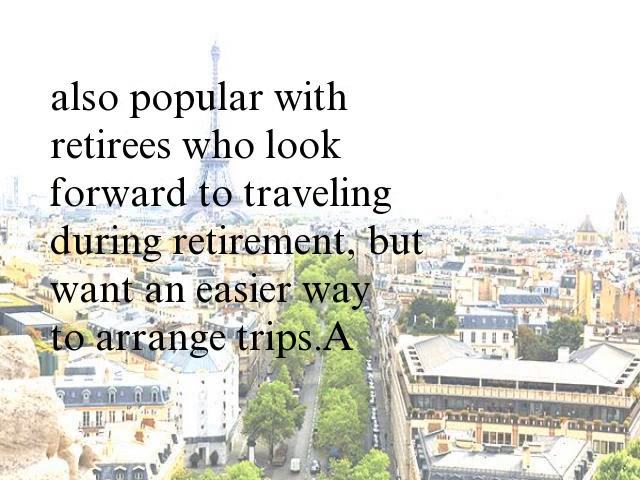 also popular with
retirees who look
forward to traveling
during retirement, but
want an easier way
to arrange trips.A